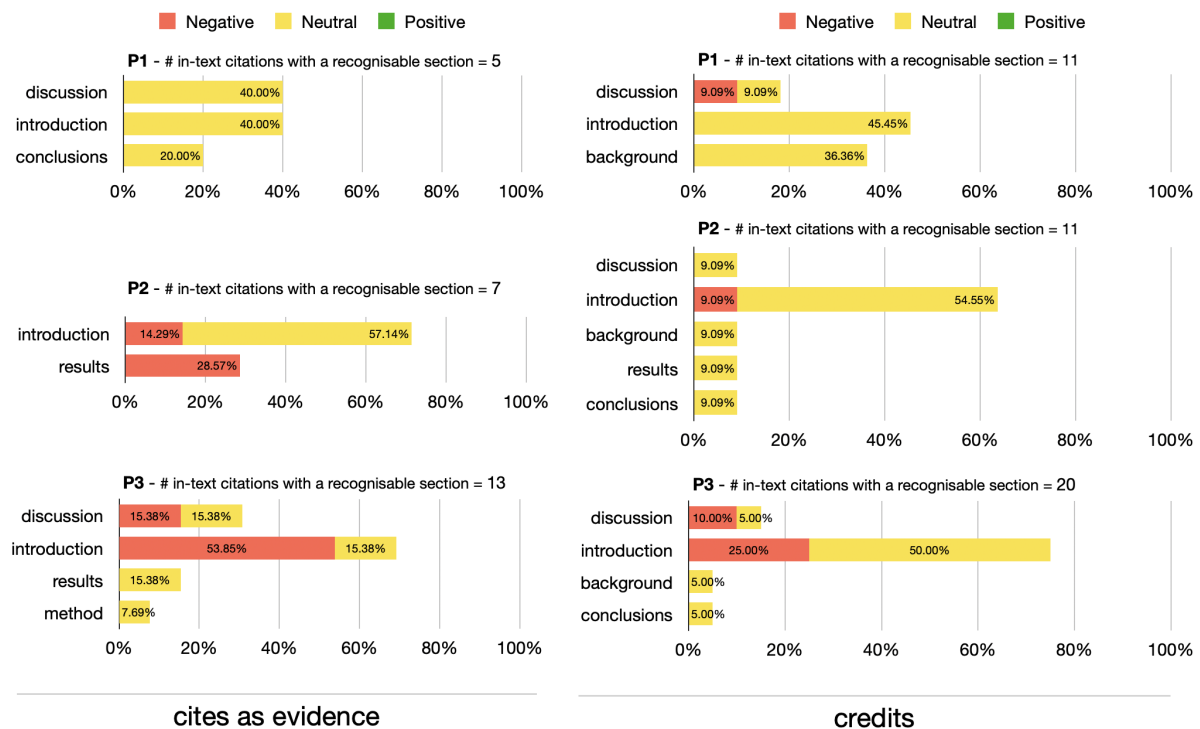 Negative Neutral Positive
P1 - # in-text citations with a recognisable section = 5
discussion 40.00%
introduction 40.00%
conclusions 20.00%
0% 20% 40% 60% 80% 100%
P2 - # in-text citations with a recognisable section = 7
introduction 14.29% 57.14%
results 28.57%
0% 20% 40% 60% 80% 100%
P3 - # in-text citations with a recognisable section = 13
discussion 15.38% 15.38%
introduction 53.85% 15.38%
results 15.38%
method 7.69%
0% 20% 40% 60% 80% 100%
cites as evidence
Negative Neutral Positive
P1 - # in-text citations with a recognisable section = 11
discussion 9.09% 9.09%
introduction 45.45%
background 36.36%
0% 20% 40% 60% 80% 100%
P2 - # in-text citations with a recognisable section = 11
discussion 9.09%
introduction 9.09% 54.55%
background 9.09%
results 9.09%
conclusions 9.09%
0% 20% 40% 60% 80% 100%
P3 - # in-text citations with a recognisable section = 20
discussion 10.00% 5.00%
introduction 25.00% 50.00%
background 5.00%
conclusions 5.00%
0% 20% 40% 60% 80% 100%
credits